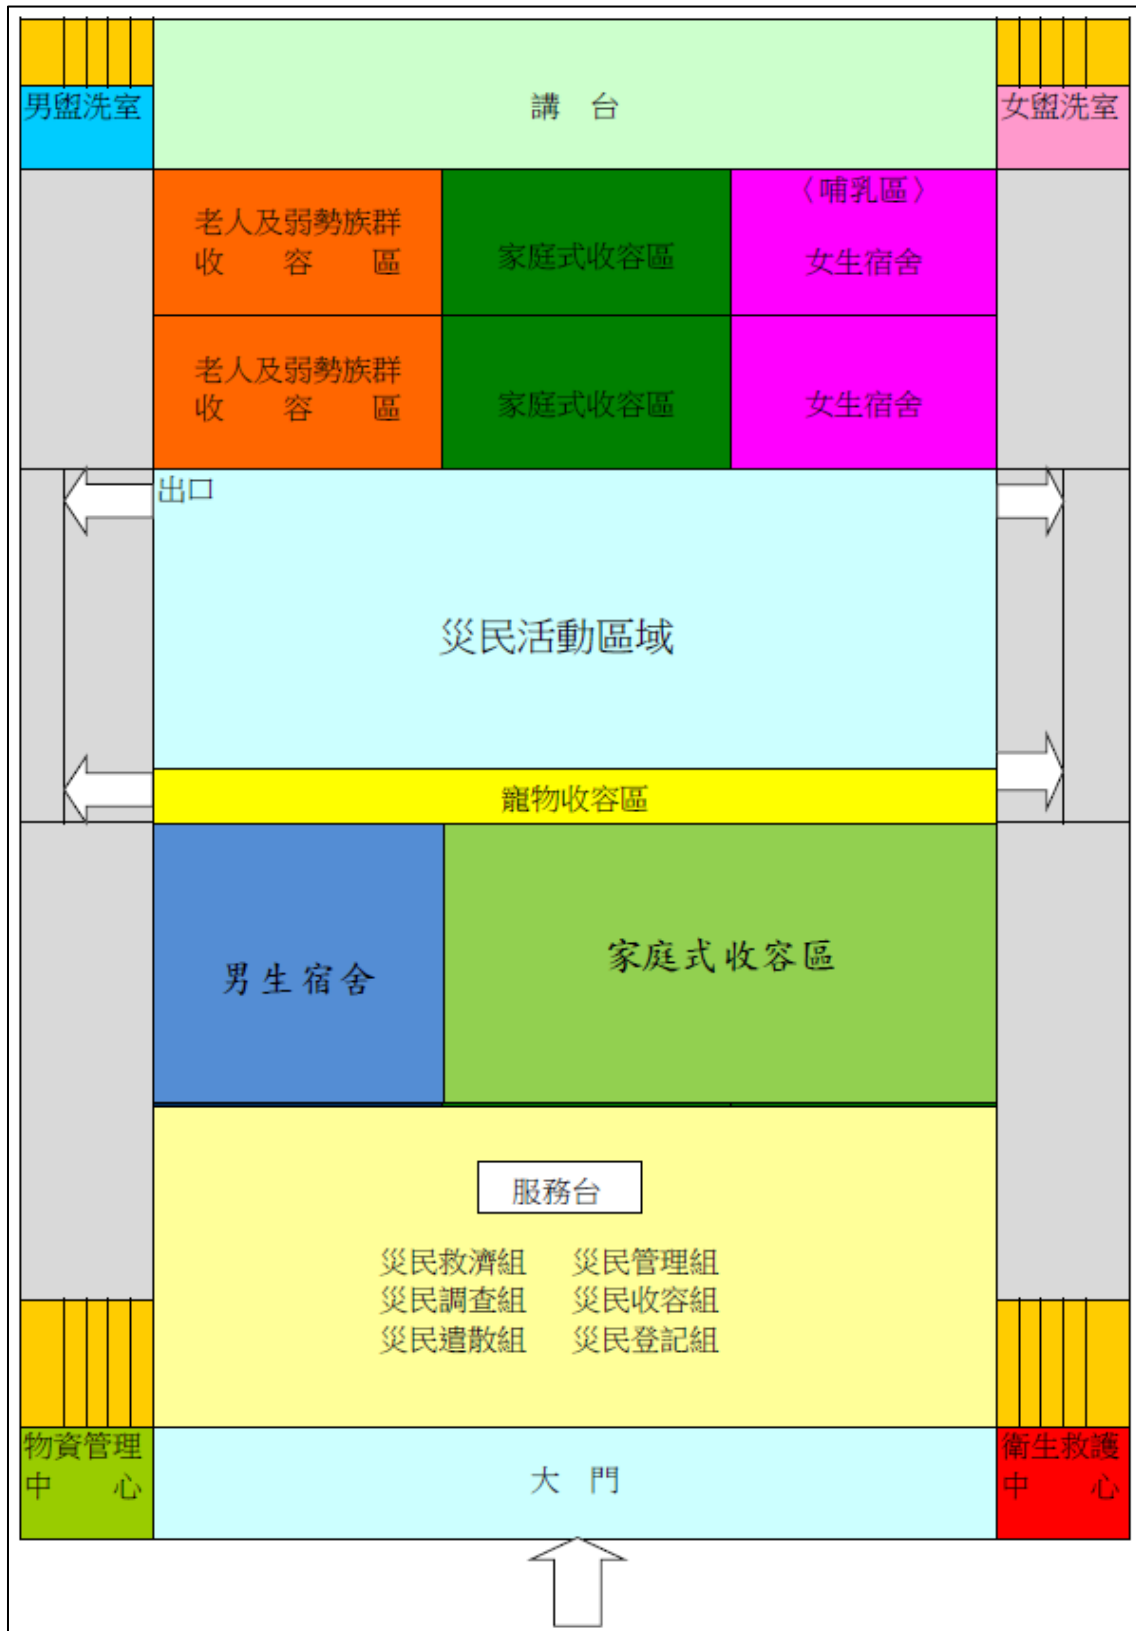 男盥洗室
講 台
女盥洗室
老人及弱勢族群
收 容 區
家庭式收容區
〈哺乳區〉
女生宿舍
老人及弱勢族群
收 容 區
家庭式收容區
女生宿舍
出口
災民活動區域
寵物收容區
男生宿舍
家庭式收容區
服務台
災民救濟組 災民管理組
災民調查組 災民收容組
災民遣散組 災民登記組
物資管理
中 心
大 門
衛生救護
中 心